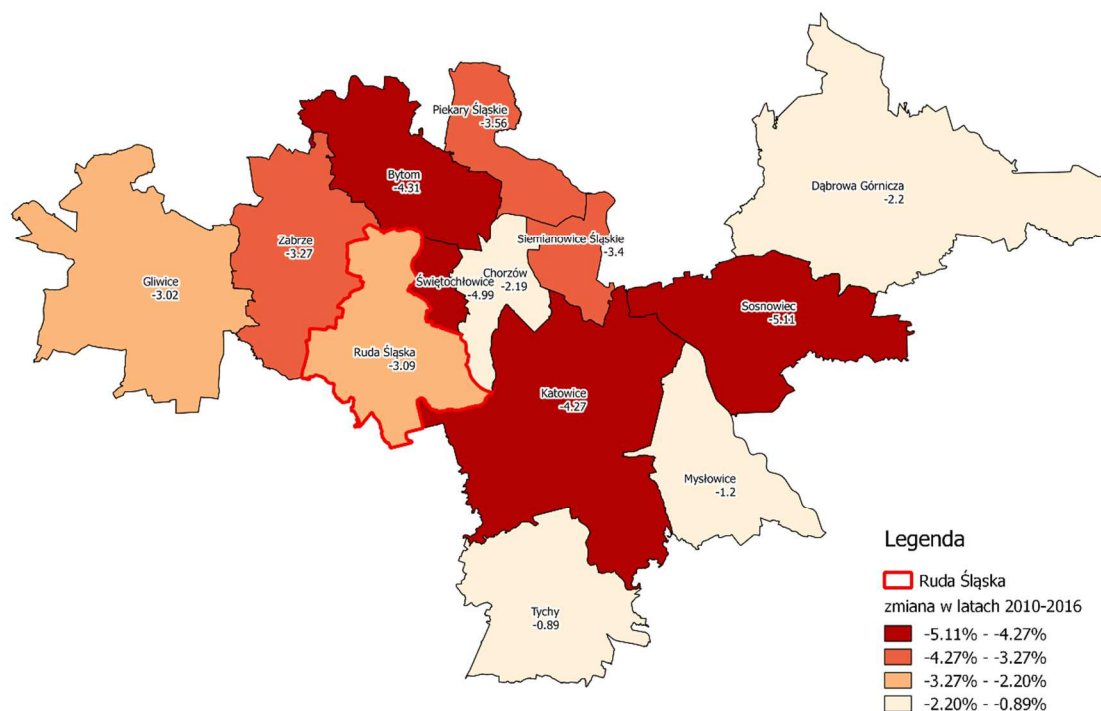 Piekary Śląskie
-3.56
Bytom
-4.31
Dąbrowa Górnicza
-2.2
Zabrze
-3.27
Siemianowice Śląskie
-3.4
Gliwice
-3.02
Świętochłowice
-4.99
Chorzów
-2.19
Sosnowiec
-5.11
Ruda Śląska
-3.09
Katowice
-4.27
Mysłowice
-1.2
Tychy
-0.89
Legenda
Ruda Śląska
zmiana w latach 2010-2016
-5.11% - -4.27%
-4.27% - -3.27%
-3.27% - -2.20%
-2.20% - -0.89%